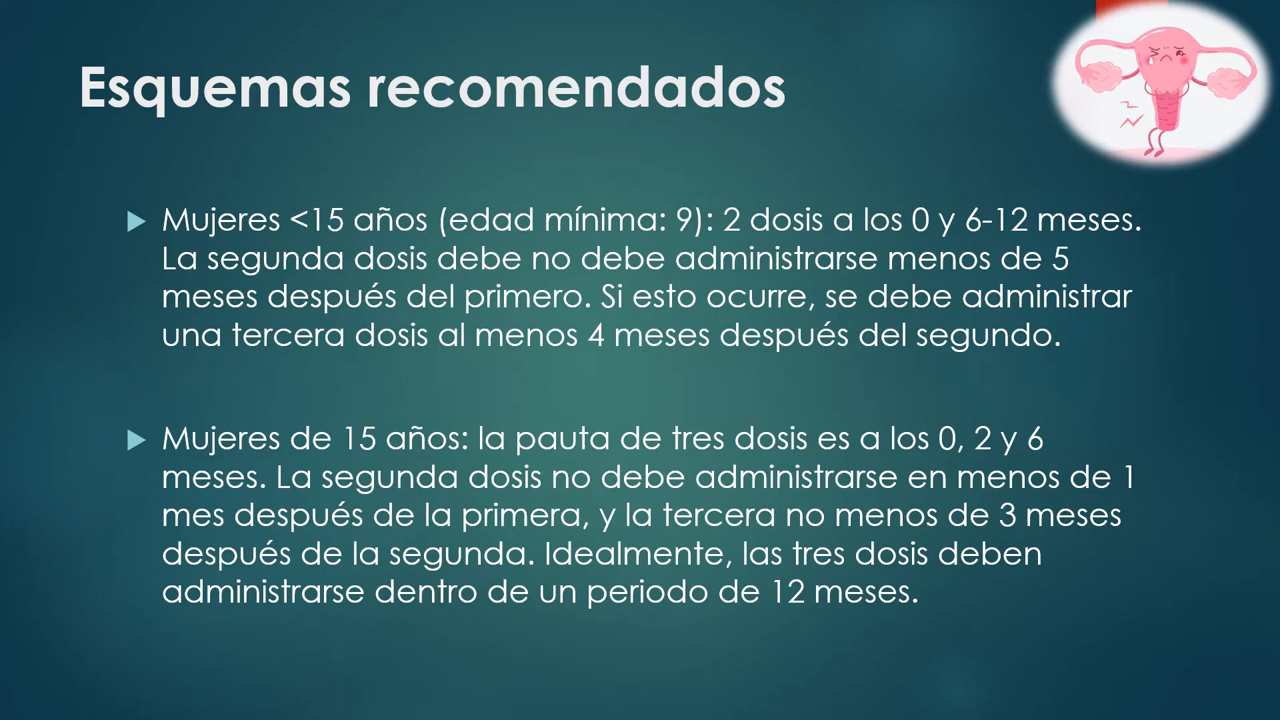 Esquemas recomendados
Mujeres <15 años (edad mínima: 9): 2 dosis a los 0 y 6-12 meses.
La segunda dosis debe no debe administrarse menos de 5
meses después del primero. Si esto ocurre, se debe administrar
una tercera dosis al menos 4 meses después del segundo.
Mujeres de 15 años: la pauta de tres dosis es a los 0, 2 y 6
meses. La segunda dosis no debe administrarse en menos de 1
mes después de la primera, y la tercera no menos de 3 meses
después de la segunda. Idealmente, las tres dosis deben
administrarse dentro de un periodo de 12 meses.